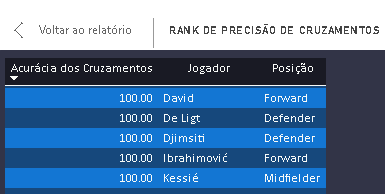 Voltar ao relatório RANK DE PRECISÃO DE CRUZAMENTOS
Acurácia dos Cruzamentos Jogador Posição
100.00 David Forward
100.00 De Ligt Defender
100.00 Djimsiti Defender
100.00 Ibrahimović Forward
100.00 Kessié Midfielder